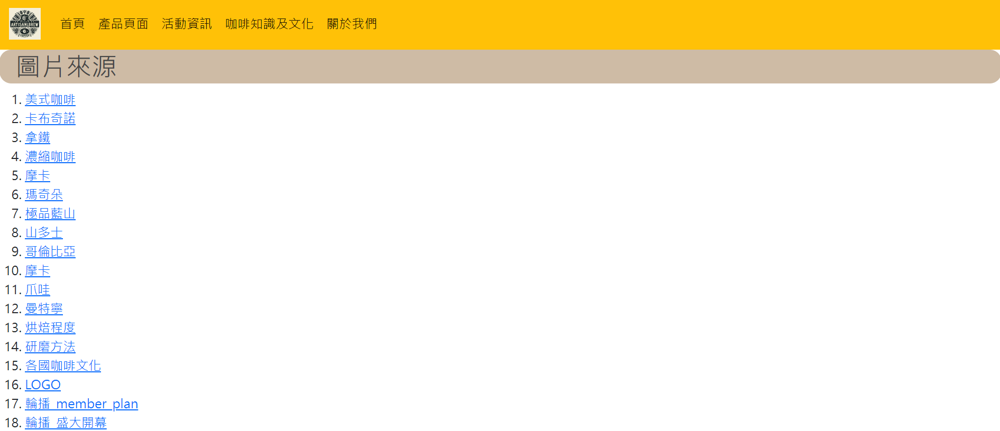 ARTISANLBREW
COFFEE
首頁 產品頁面 活動資訊 咖啡知識及文化 關於我們
圖片來源
1. 美式咖啡
2. 卡布奇諾
3. 拿鐵
4. 濃縮咖啡
5. 摩卡
6. 瑪奇朵
7. 極品藍山
8. 山多士
9. 哥倫比亞
10. 摩卡
11. 爪哇
12. 曼特寧
13. 烘焙程度
14. 研磨方法
15. 各國咖啡文化
16. LOGO
17. 輪播_member_plan
18. 輪播_盛大開幕